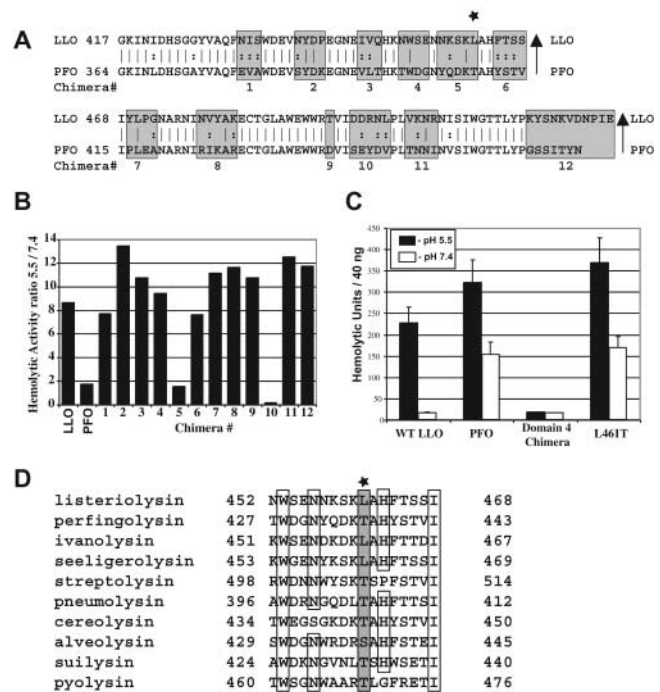 A
LLO 417 GKINIDHSGGYVAQFNISWDEVNYDPEGNEIVQHKNWSENNKSKLAHFTSS LLO
PFO 364 GKINLDHSGAYVAQFEVAWDEVSYDKEGNEVLTHKTWDGNYQDKTAHYSTV PFO
Chimera# 1 2 3 4 5 6
LLO 468 IYLPGNARNINVYAKECTGLAWEWWRTVIDDRNLPLVKNRNISIWGTTLYPKYSNKVDNPIE LLO
PFO 415 IPLEANARNIRIKARECTGLAWEWWRDVISEYDVPLTNNINVSIWGTTLYPGSSITYN PFO
Chimera# 7 8 9 10 11 12
B
Hemolytic Activity ratio 5.5 / 7.4
14
12
10
8
6
4
2
0
LLO PFO 1 2 3 4 5 6 7 8 9 10 11 12
Chimera #
C
- pH 5.5
- pH 7.4
Hemolytic Units / 40 ng
450
400
350
300
250
200
150
100
50
0
WT LLO PFO Domain 4 Chimera L461T
D
listeriolysin 452 NWSENNKSKLAHFTSSI 468
perfingolysin 427 TWDGNYQDKTAHYSTVI 443
ivanolysin 451 KWSENDKDKLAHFTTDI 467
seeligerolysin 453 KWGENYKSKLAHFTSSI 469
streptolysin 498 RWDNNWYSKTSPFSTVI 514
pneumolysin 396 AWDRNGQDLTAHFTTSI 412
cereolysin 434 TWEGSGKDKTAHYSTVI 450
alveolysin 429 SWDGNWRDRSAHFSTEI 445
suilysin 424 AWDKNGVNLTSHWSETI 440
pyolysin 460 TWSGNWAARTLGFRETI 476